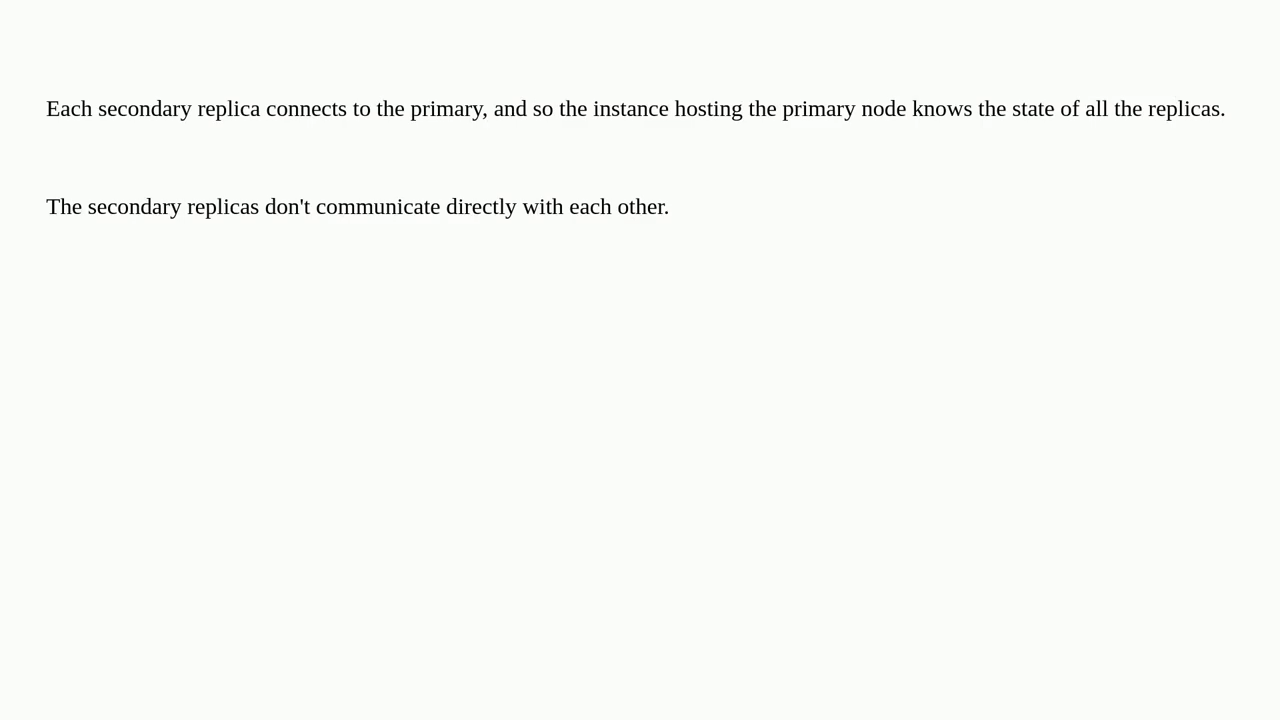 Each secondary replica connects to the primary, and so the instance hosting the primary node knows the state of all the replicas.
The secondary replicas don't communicate directly with each other.